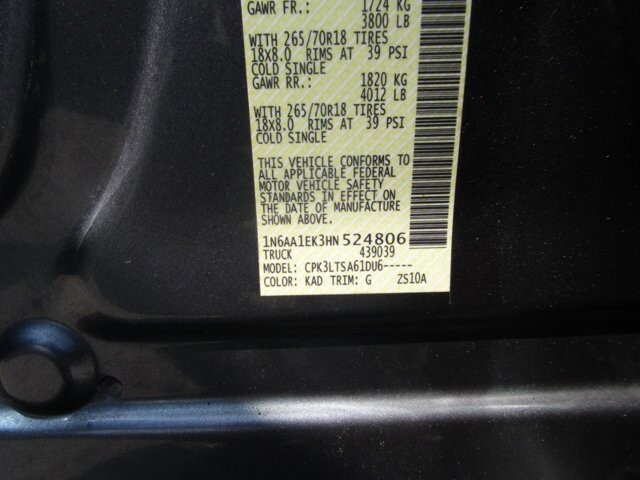 GAWR FR.: 1724 KG
3800 LB
WITH 265/70R18 TIRES
18X8.0 RIMS AT 39 PSI
COLD SINGLE
GAWR RR.: 1820 KG
4012 LB
WITH 265/70R18 TIRES
18X8.0 RIMS AT 39 PSI
COLD SINGLE
THIS VEHICLE CONFORMS TO
ALL APPLICABLE FEDERAL
MOTOR VEHICLE SAFETY
STANDARDS IN EFFECT ON
THE DATE OF MANUFACTURE
SHOWN ABOVE.
1N6AA1EK3HN524806
TRUCK 439039
MODEL: CPK3LTSA61DU6-----
COLOR: KAD TRIM: G ZS10A